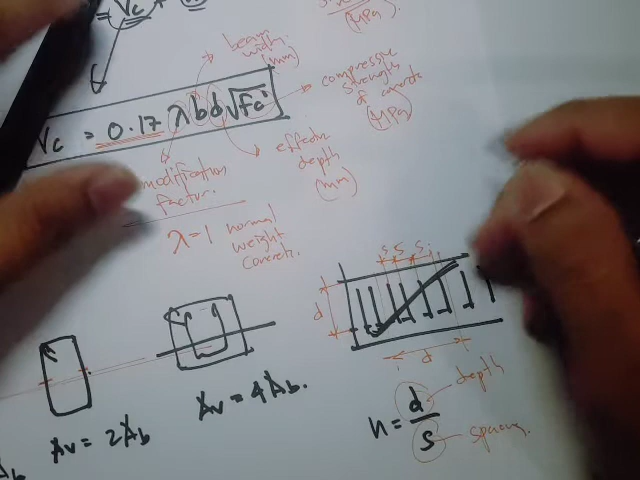 = Vc +
(MPa)
beam
width
(mm)
compressive
strength
of concrete
(MPa)
Vc = 0.17 λbd√fc'
effective
depth
(mm)
modification
factor.
λ=1 normal
weight
concrete.
s s s
d
d
Av = 2Ab
Av = 4Ab.
Ab
n = d/s
depth
spacing.